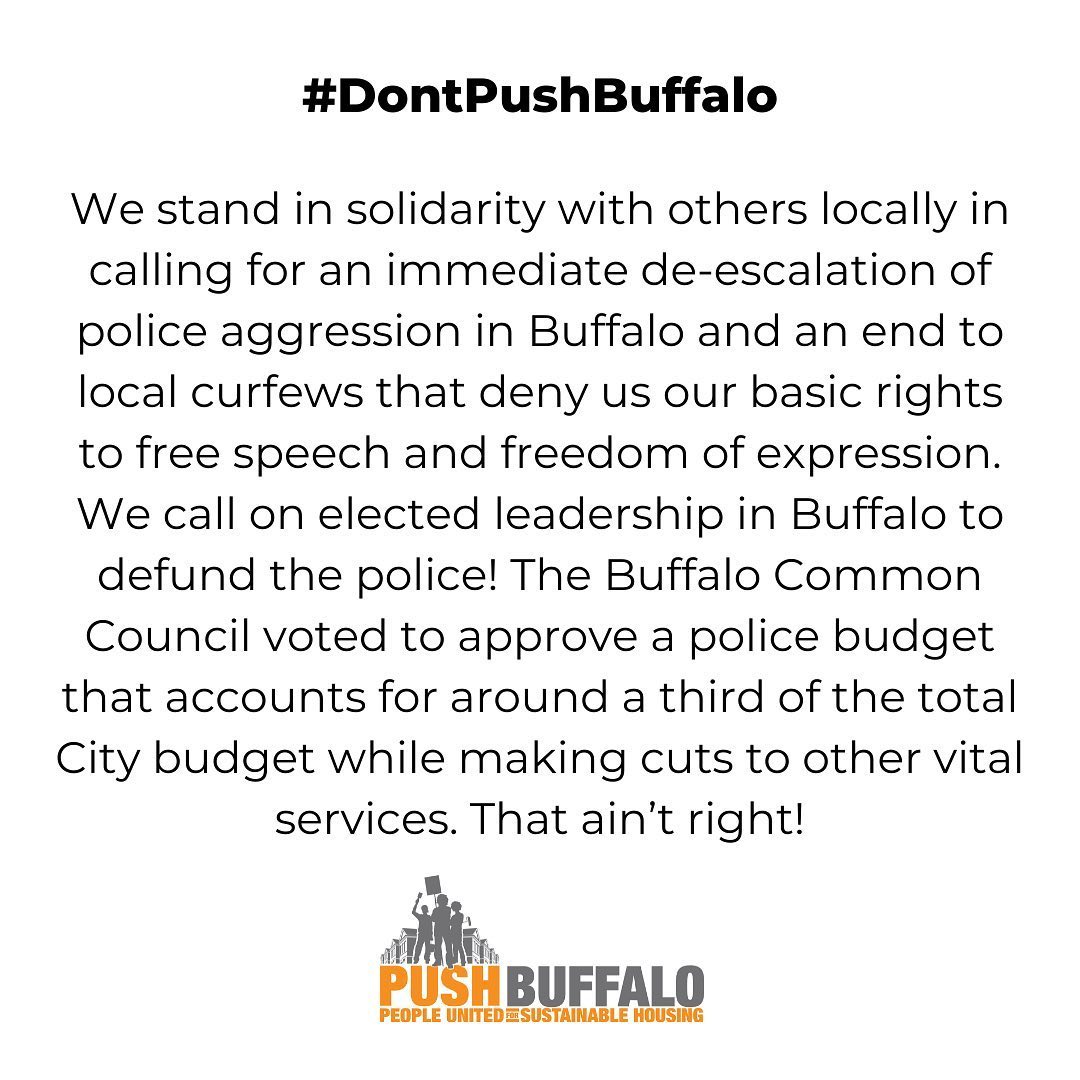 #DontPushBuffalo
We stand in solidarity with others locally in
calling for an immediate de-escalation of
police aggression in Buffalo and an end to
local curfews that deny us our basic rights
to free speech and freedom of expression.
We call on elected leadership in Buffalo to
defund the police! The Buffalo Common
Council voted to approve a police budget
that accounts for around a third of the total
City budget while making cuts to other vital
services. That ain’t right!
PUSH BUFFALO
PEOPLE UNITED FOR SUSTAINABLE HOUSING